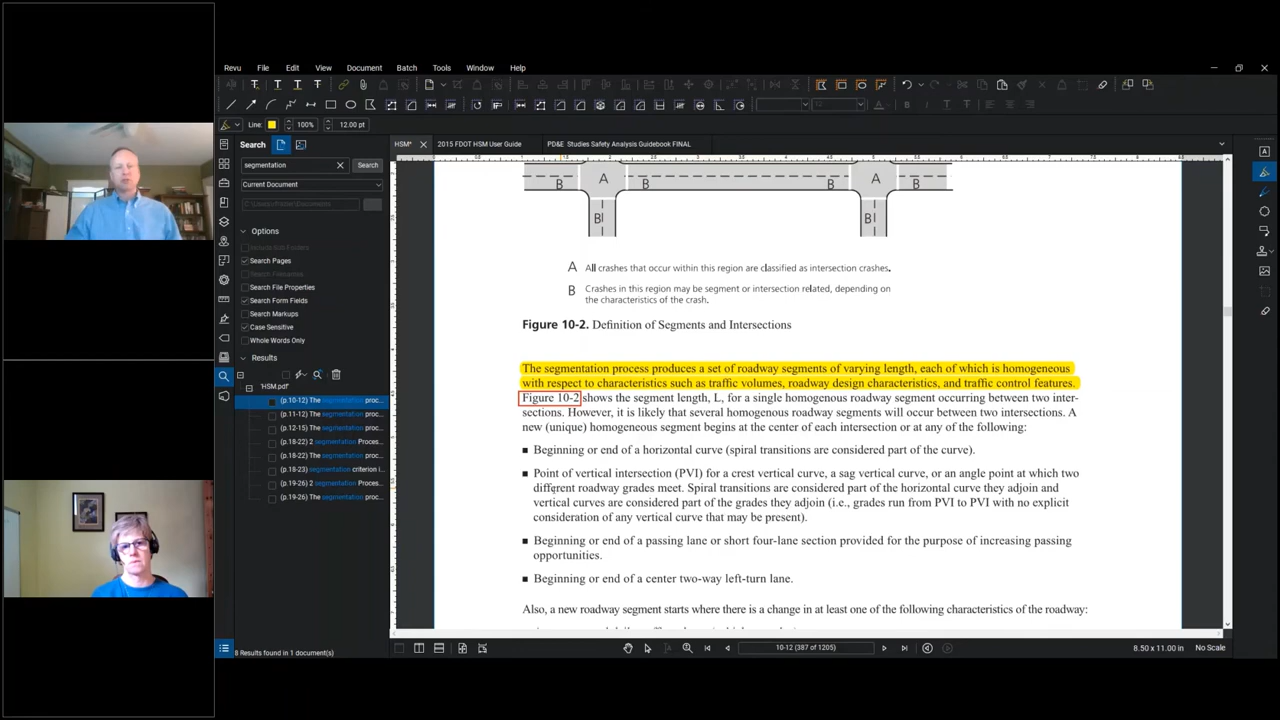 Revu File Edit View Document Batch Tools Window Help
Line: 100% 12.00 pt
Search
HSM* 2015 FDOT HSM User Guide PD&E Studies Safety Analysis Guidebook FINAL
segmentation Search
Current Document
Options
Include Sub Folders
Search Pages
Search Filenames
Search File Properties
Search Form Fields
Search Markups
Case Sensitive
Whole Words Only
Results
'HSM.pdf'
(p.10-12) The segmentation proc...
(p.11-12) The segmentation proc...
(p.12-15) The segmentation proc...
(p.18-22) 2 segmentation Proces...
(p.18-22) The segmentation proc...
(p.18-23) segmentation criterion i...
(p.19-26) 2 segmentation Proces...
(p.19-26) The segmentation proc...
8 Results found in 1 document(s)
B A B B A B
B B
A All crashes that occur within this region are classified as intersection crashes.
B Crashes in this region may be segment or intersection related, depending on
the characteristics of the crash.
Figure 10-2. Definition of Segments and Intersections
The segmentation process produces a set of roadway segments of varying length, each of which is homogeneous
with respect to characteristics such as traffic volumes, roadway design characteristics, and traffic control features.
Figure 10-2 shows the segment length, L, for a single homogenous roadway segment occurring between two inter-
sections. However, it is likely that several homogenous roadway segments will occur between two intersections. A
new (unique) homogeneous segment begins at the center of each intersection or at any of the following:
■ Beginning or end of a horizontal curve (spiral transitions are considered part of the curve).
■ Point of vertical intersection (PVI) for a crest vertical curve, a sag vertical curve, or an angle point at which two
different roadway grades meet. Spiral transitions are considered part of the horizontal curve they adjoin and
vertical curves are considered part of the grades they adjoin (i.e., grades run from PVI to PVI with no explicit
consideration of any vertical curve that may be present).
■ Beginning or end of a passing lane or short four-lane section provided for the purpose of increasing passing
opportunities.
■ Beginning or end of a center two-way left-turn lane.
Also, a new roadway segment starts where there is a change in at least one of the following characteristics of the roadway:
10-12 (387 of 1205)
8.50 x 11.00 in No Scale